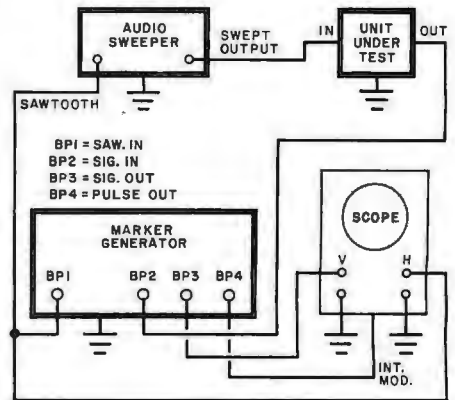 AUDIO
SWEEPER
SWEPT
OUTPUT
IN
UNIT
UNDER
TEST
OUT
SAWTOOTH
BP1 = SAW. IN
BP2 = SIG. IN
BP3 = SIG. OUT
BP4 = PULSE OUT
MARKER
GENERATOR
BP1 BP2 BP3 BP4
SCOPE
V H
INT.
MOD.